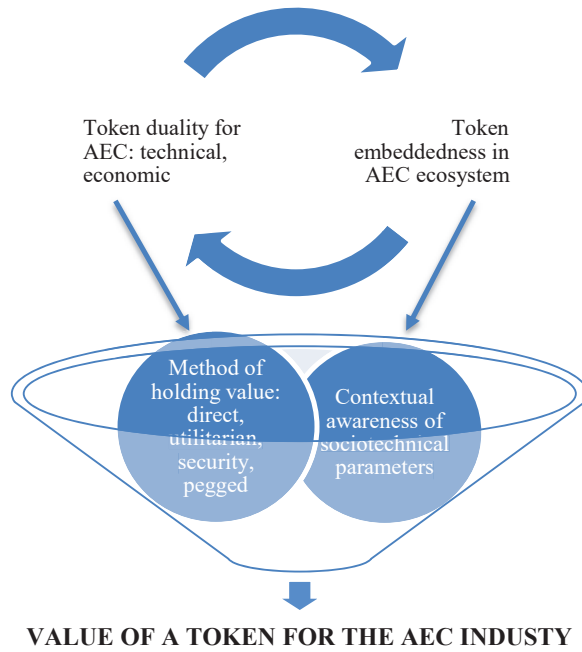 Token duality for
AEC: technical,
economic
Token
embeddedness in
AEC ecosystem
Method of
holding value:
direct,
utilitarian,
security,
pegged
Contextual
awareness of
sociotechnical
parameters
VALUE OF A TOKEN FOR THE AEC INDUSTY